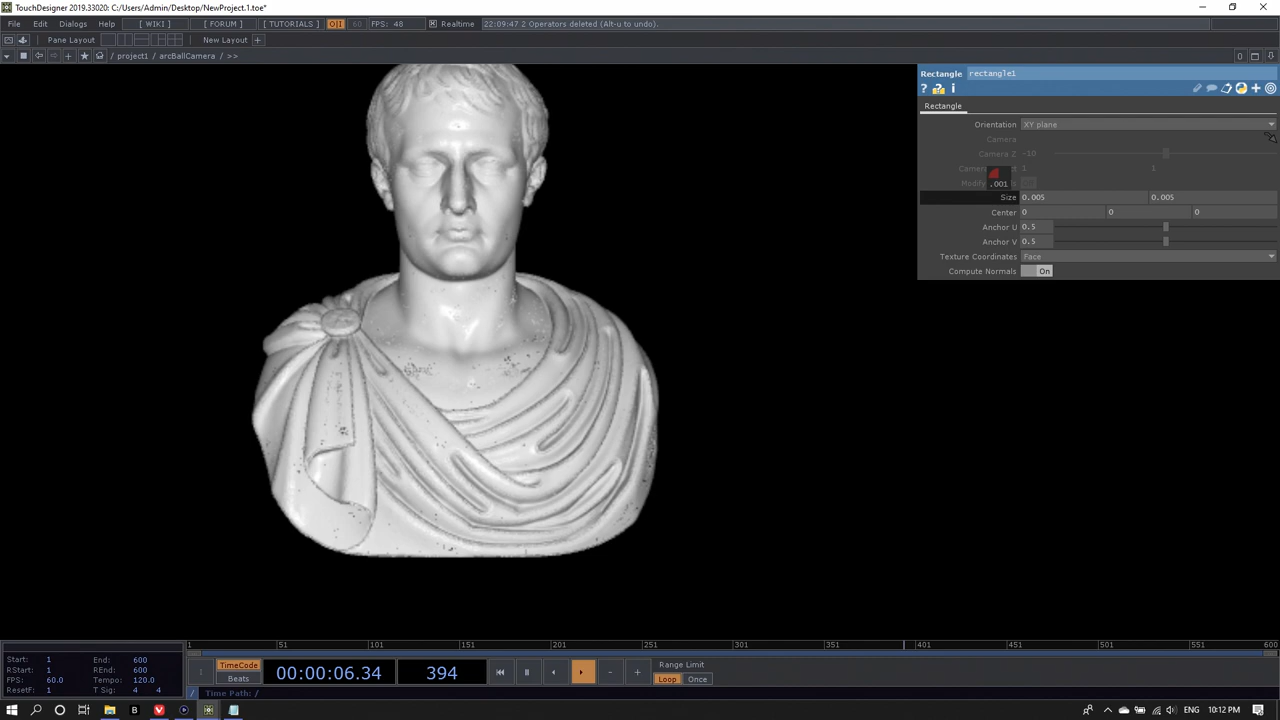 TouchDesigner 2019.33020: C:/Users/Admin/Desktop/NewProject.1.toe*
File Edit Dialogs Help [ WIKI ] [ FORUM ] [ TUTORIALS ] O|I 60 FPS: 48 Realtime 22:09:47 2 Operators deleted (Alt-u to undo).
Pane Layout New Layout +
/ project1 / arcBallCamera / >> 0
Rectangle rectangle1
? ? i
Rectangle
Orientation XY plane
Camera
Camera Z -10
Camera 1 1
.001
Size 0.005 0.005
Center 0 0 0
Anchor U 0.5
Anchor V 0.5
Texture Coordinates Face
Compute Normals On
1 51 101 151 201 251 301 351 401 451 501 551 600
Start: 1 End: 600
RStart: 1 REnd: 600
FPS: 60.0 Tempo: 120.0
ResetF: 1 T Sig: 4 4
TimeCode
Beats
00:00:06.34 394
Range Limit
Loop Once
/ Time Path: /
B ENG 10:12 PM